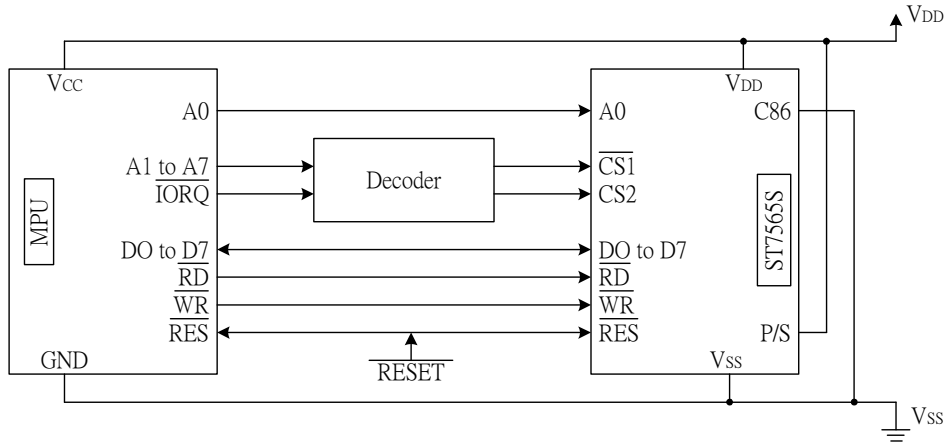 VDD
VCC
VDD
A0
A0
C86
A1 to A7
Decoder
CS1
IORQ
CS2
MPU
ST7565S
DO to D7
DO to D7
RD
RD
WR
WR
RES
RES
P/S
RESET
GND
VSS
VSS